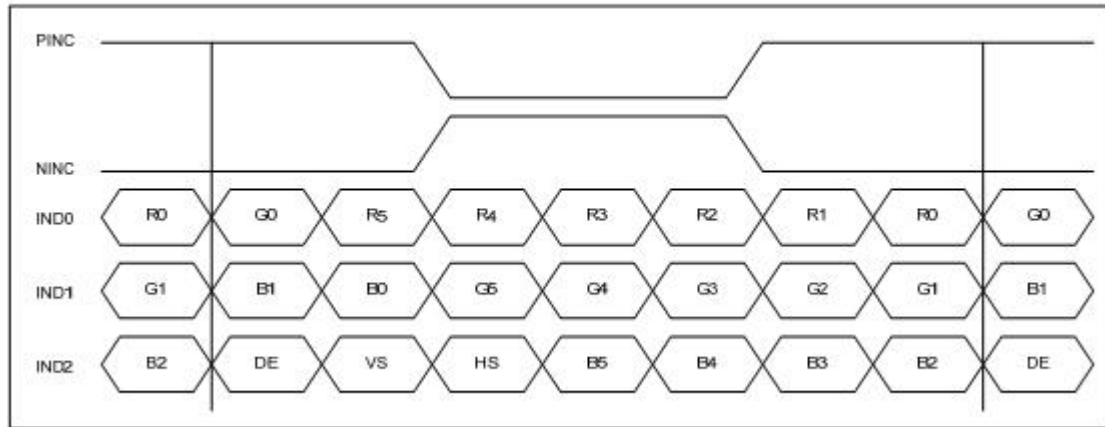 PINC
NINC
IND0 R0 G0 R5 R4 R3 R2 R1 R0 G0
IND1 G1 B1 B0 G5 G4 G3 G2 G1 B1
IND2 B2 DE VS HS B5 B4 B3 B2 DE